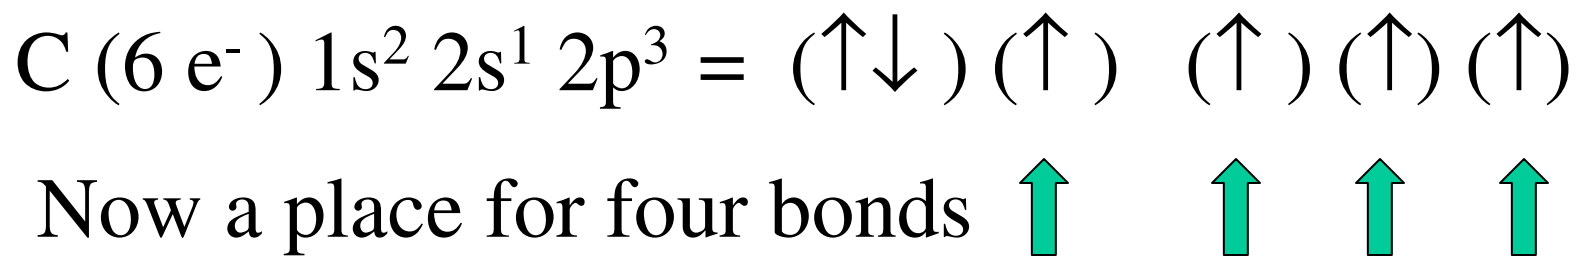 C (6 e⁻ ) 1s² 2s¹ 2p³ = (↑↓ ) (↑ ) (↑ ) (↑) (↑)
Now a place for four bonds